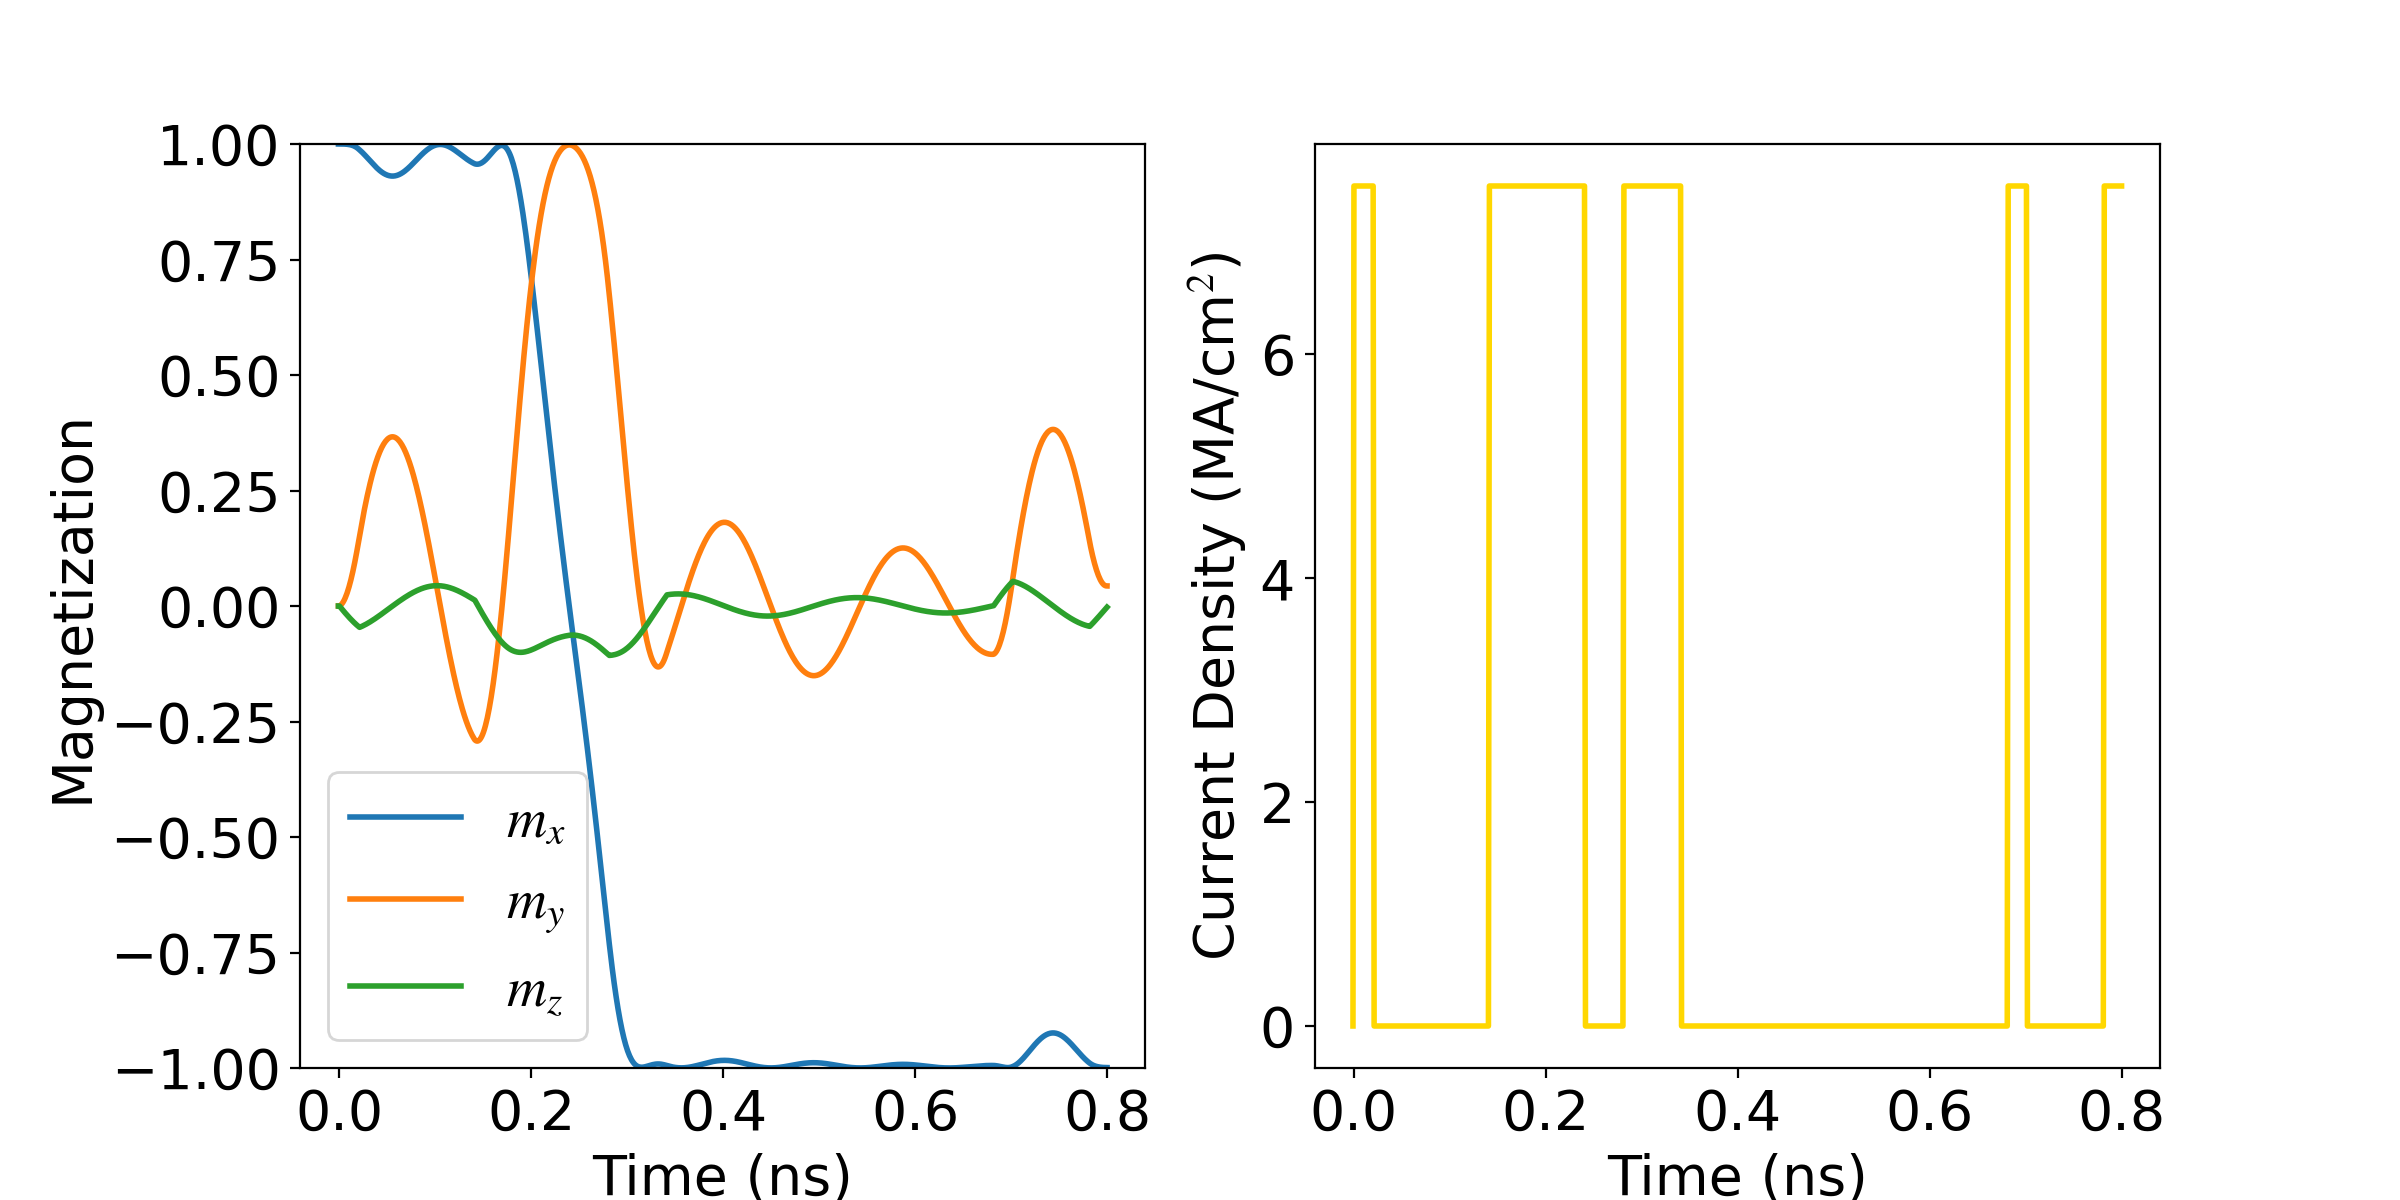 Magnetization
1.00
0.75
0.50
0.25
0.00
−0.25
−0.50
−0.75
−1.00
m_x
m_y
m_z
0.0 0.2 0.4 0.6 0.8
Time (ns)
Current Density (MA/cm²)
6
4
2
0
0.0 0.2 0.4 0.6 0.8
Time (ns)